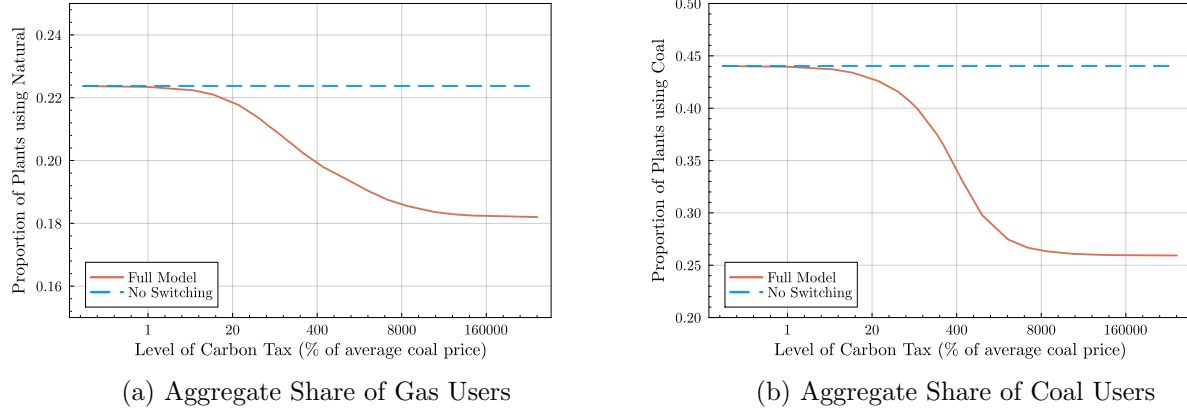 Proportion of Plants using Natural
0.24
0.22
0.20
0.18
0.16
Full Model
No Switching
1
20
400
8000
160000
Level of Carbon Tax (% of average coal price)
(a) Aggregate Share of Gas Users
Proportion of Plants using Coal
0.50
0.45
0.40
0.35
0.30
0.25
0.20
Full Model
No Switching
1
20
400
8000
160000
Level of Carbon Tax (% of average coal price)
(b) Aggregate Share of Coal Users